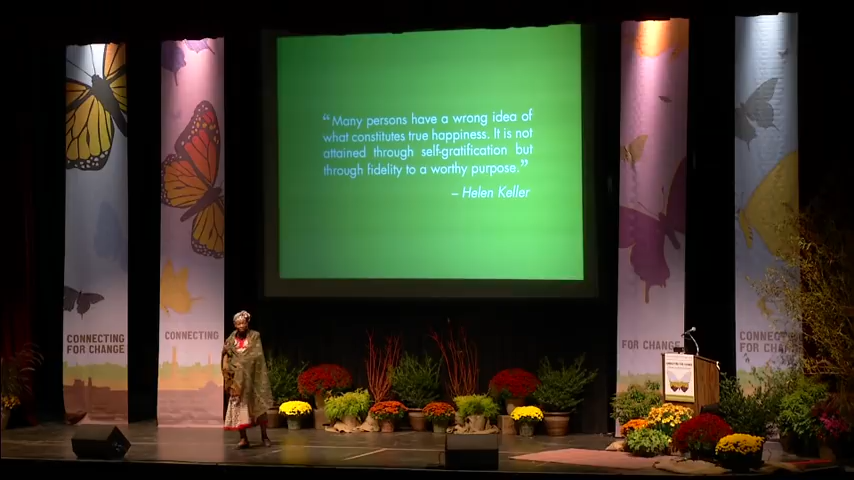 “Many persons have a wrong idea of
what constitutes true happiness. It is not
attained through self-gratification but
through fidelity to a worthy purpose.”
– Helen Keller
CONNECTING
FOR CHANGE
CONNECTING
FOR CHANGE
CONNECTING
FOR CHANGE